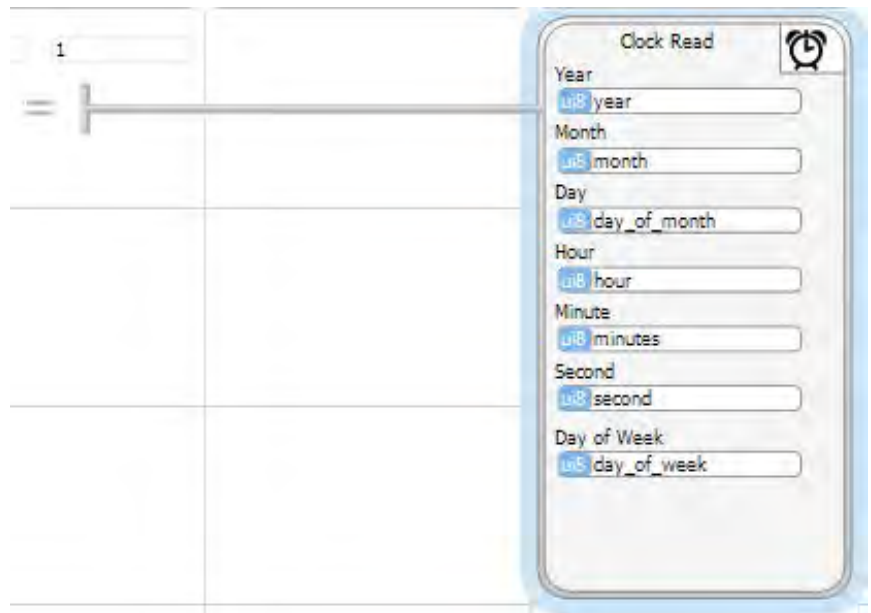 1
=
Clock Read
Year
ui8 year
Month
ui8 month
Day
ui8 day_of_month
Hour
ui8 hour
Minute
ui8 minutes
Second
ui8 second
Day of Week
ui8 day_of_week